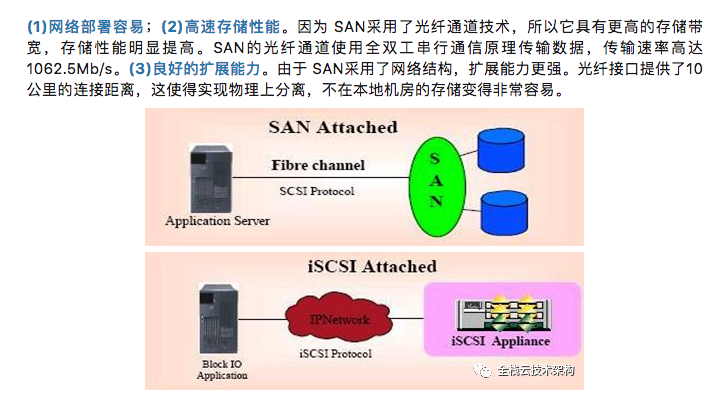 (1)网络部署容易；(2)高速存储性能。因为 SAN采用了光纤通道技术，所以它具有更高的存储带
宽，存储性能明显提高。SAN的光纤通道使用全双工串行通信原理传输数据，传输速率高达
1062.5Mb/s。(3)良好的扩展能力。由于 SAN采用了网络结构，扩展能力更强。光纤接口提供了10
公里的连接距离，这使得实现物理上分离，不在本地机房的存储变得非常容易。
SAN Attached
Fibre channel
SCSI Protocol
S
A
N
Application Server
iSCSI Attached
IPNetwork
iSCSI Protocol
Block IO
Application
iSCSI Appliance
全栈云技术架构